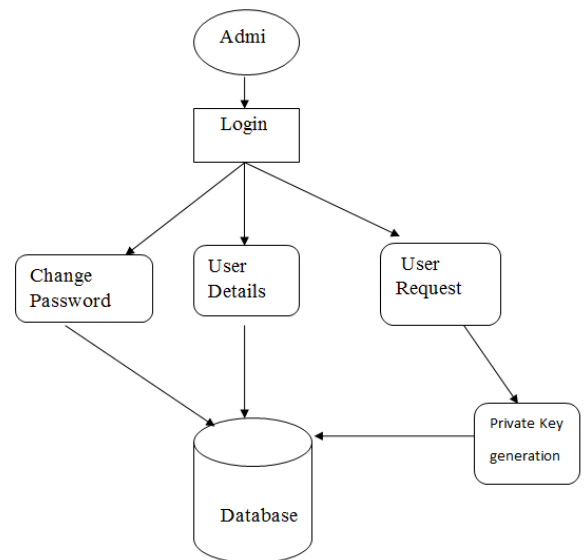 Admi
Login
Change
Password
User
Details
User
Request
Private Key
generation
Database